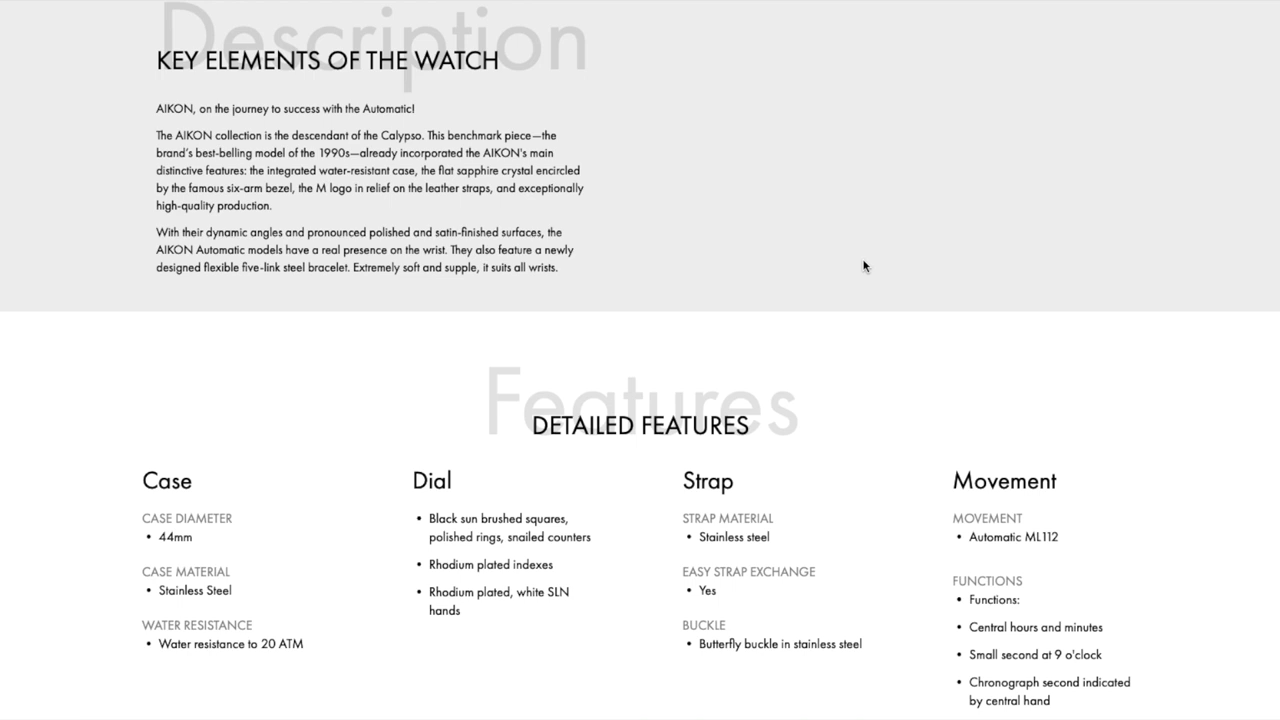 Description
KEY ELEMENTS OF THE WATCH
AIKON, on the journey to success with the Automatic!
The AIKON collection is the descendant of the Calypso. This benchmark piece—the
brand's best-belling model of the 1990s—already incorporated the AIKON's main
distinctive features: the integrated water-resistant case, the flat sapphire crystal encircled
by the famous six-arm bezel, the M logo in relief on the leather straps, and exceptionally
high-quality production.
With their dynamic angles and pronounced polished and satin-finished surfaces, the
AIKON Automatic models have a real presence on the wrist. They also feature a newly
designed flexible five-link steel bracelet. Extremely soft and supple, it suits all wrists.
Features
DETAILED FEATURES
Case
CASE DIAMETER
• 44mm
CASE MATERIAL
• Stainless Steel
WATER RESISTANCE
• Water resistance to 20 ATM
Dial
• Black sun brushed squares,
polished rings, snailed counters
• Rhodium plated indexes
• Rhodium plated, white SLN
hands
Strap
STRAP MATERIAL
• Stainless steel
EASY STRAP EXCHANGE
• Yes
BUCKLE
• Butterfly buckle in stainless steel
Movement
MOVEMENT
• Automatic ML112
FUNCTIONS
• Functions:
• Central hours and minutes
• Small second at 9 o'clock
• Chronograph second indicated
by central hand